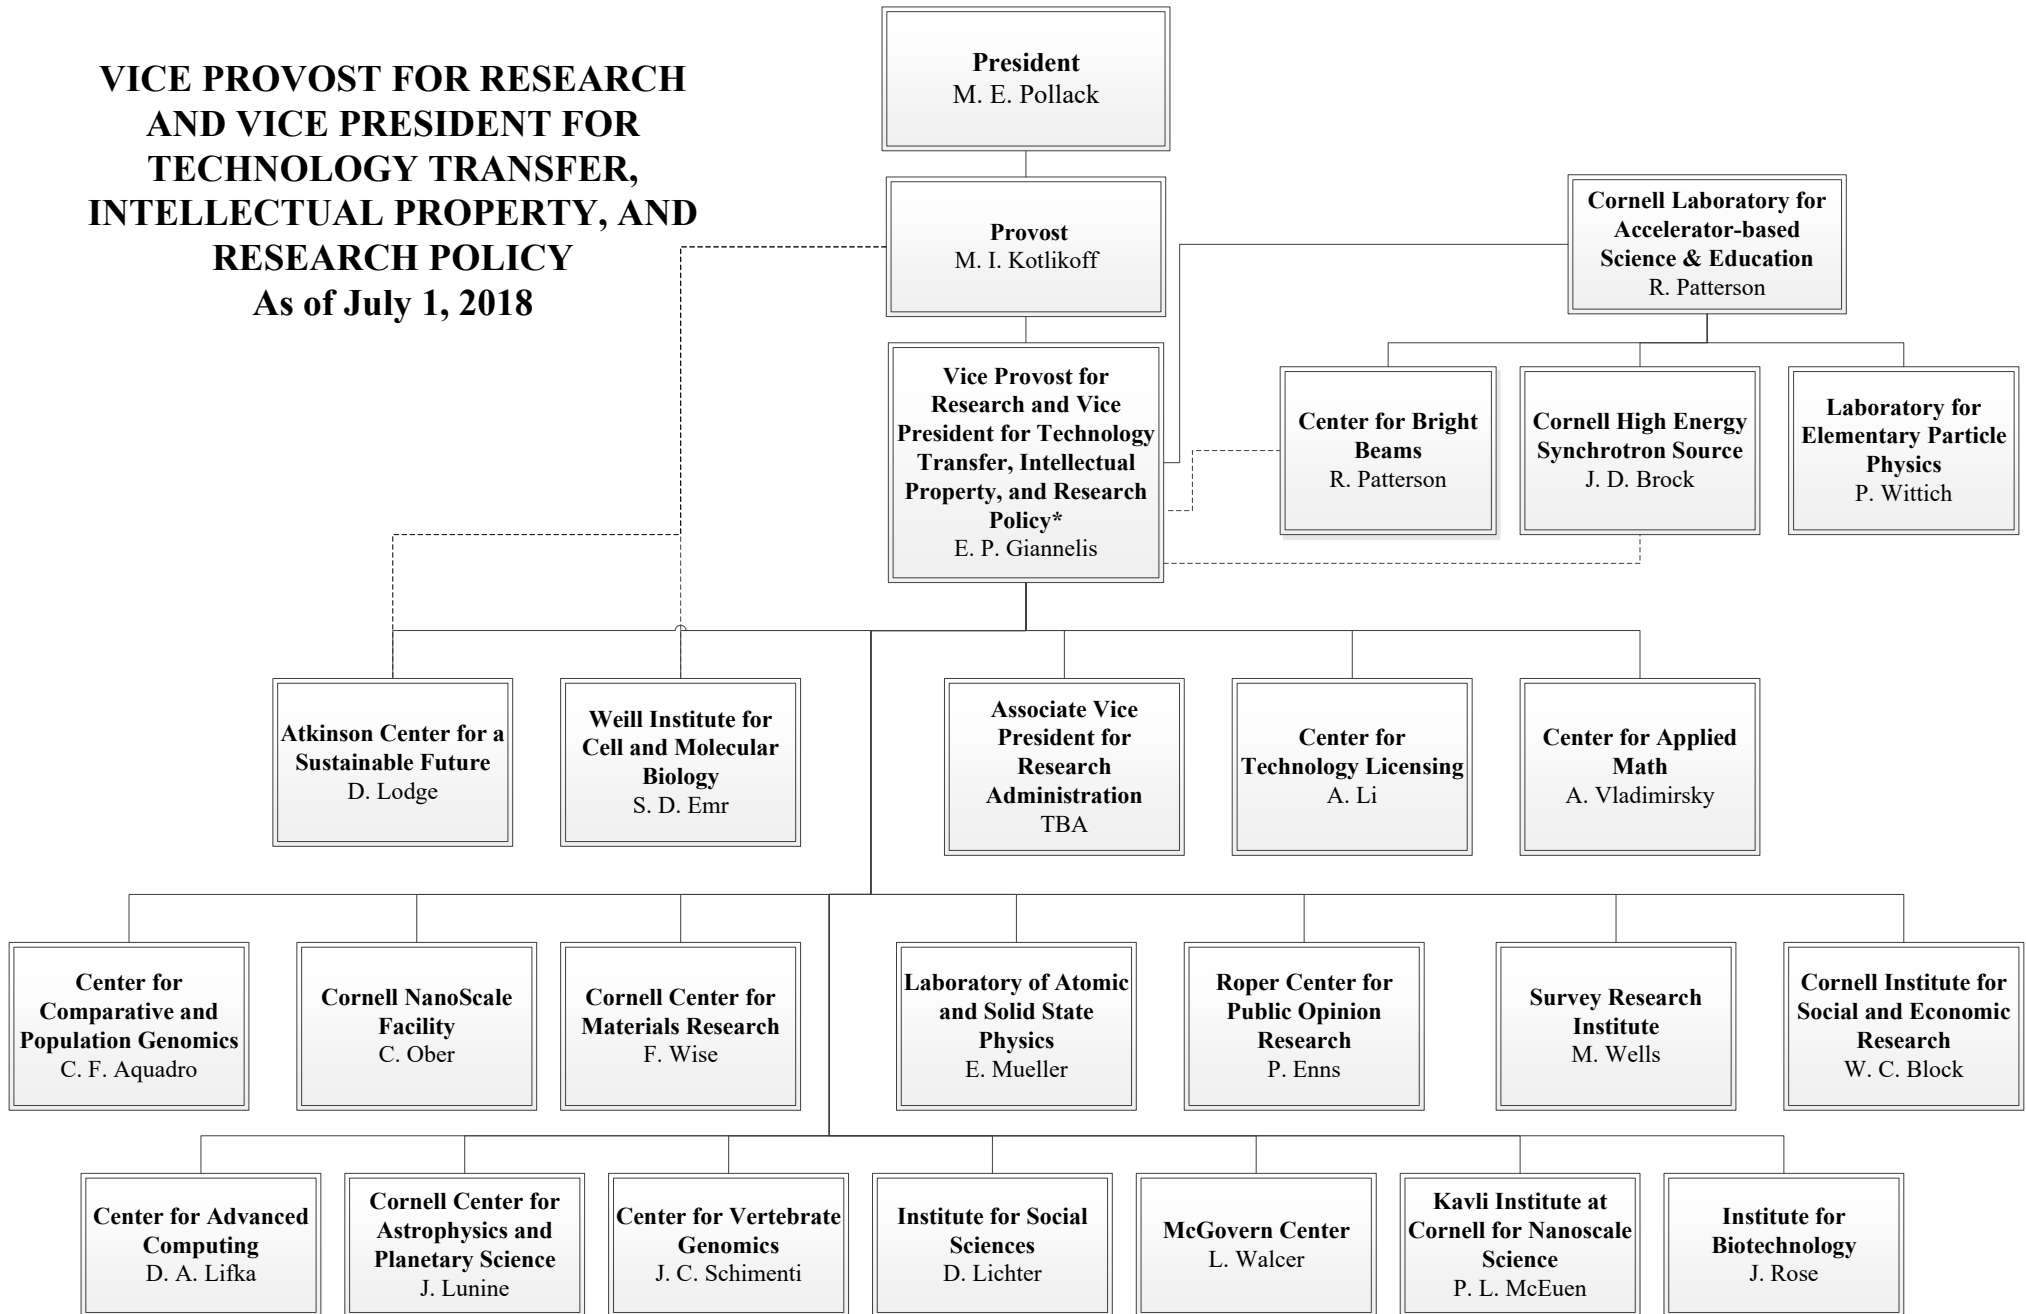 VICE PROVOST FOR RESEARCH
AND VICE PRESIDENT FOR
TECHNOLOGY TRANSFER,
INTELLECTUAL PROPERTY, AND
RESEARCH POLICY
As of July 1, 2018
President
M. E. Pollack
Provost
M. I. Kotlikoff
Cornell Laboratory for
Accelerator-based
Science & Education
R. Patterson
Vice Provost for
Research and Vice
President for Technology
Transfer, Intellectual
Property, and Research
Policy*
E. P. Giannelis
Center for Bright
Beams
R. Patterson
Cornell High Energy
Synchrotron Source
J. D. Brock
Laboratory for
Elementary Particle
Physics
P. Wittich
Atkinson Center for a
Sustainable Future
D. Lodge
Weill Institute for
Cell and Molecular
Biology
S. D. Emr
Associate Vice
President for
Research
Administration
TBA
Center for
Technology Licensing
A. Li
Center for Applied
Math
A. Vladimirsky
Center for
Comparative and
Population Genomics
C. F. Aquadro
Cornell NanoScale
Facility
C. Ober
Cornell Center for
Materials Research
F. Wise
Laboratory of Atomic
and Solid State
Physics
E. Mueller
Roper Center for
Public Opinion
Research
P. Enns
Survey Research
Institute
M. Wells
Cornell Institute for
Social and Economic
Research
W. C. Block
Center for Advanced
Computing
D. A. Lifka
Cornell Center for
Astrophysics and
Planetary Science
J. Lunine
Center for Vertebrate
Genomics
J. C. Schimenti
Institute for Social
Sciences
D. Lichter
McGovern Center
L. Walcer
Kavli Institute at
Cornell for Nanoscale
Science
P. L. McEuen
Institute for
Biotechnology
J. Rose